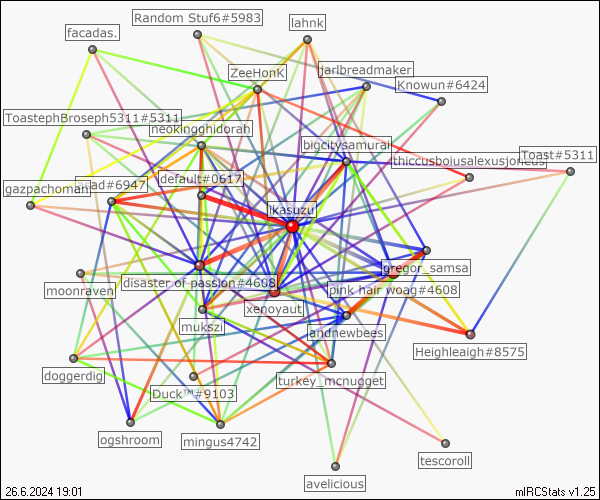 Random Stuf6#5983
lahnk
facadas.
ZeeHonk
jarlbreadmaker
Knowun#6424
ToastephBroseph5311#5311
neokingghidorah
bigcitysamurai
thiccusboiusalexusjoneus
Toast#5311
gazpachoman
ad#6947
default#0617
ikasuzu
gregor_samsa
disaster of passion#4608
moonraven
pink hair woag#4608
xenoyaut
mukszi
andnewbees
Heighleaigh#8575
doggerdig
turkey_mcnugget
Duck™#9103
ogshroom
mingus4742
tescoroll
avelicious
26.6.2024 19:01
mIRCStats v1.25